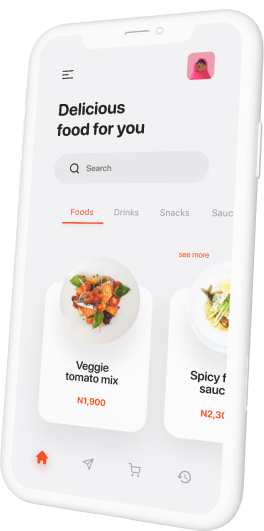 Delicious
food for you
Search
Foods Drinks Snacks Sauc
see more
Veggie
tomato mix
N1,900
Spicy f
sauc
N2,3